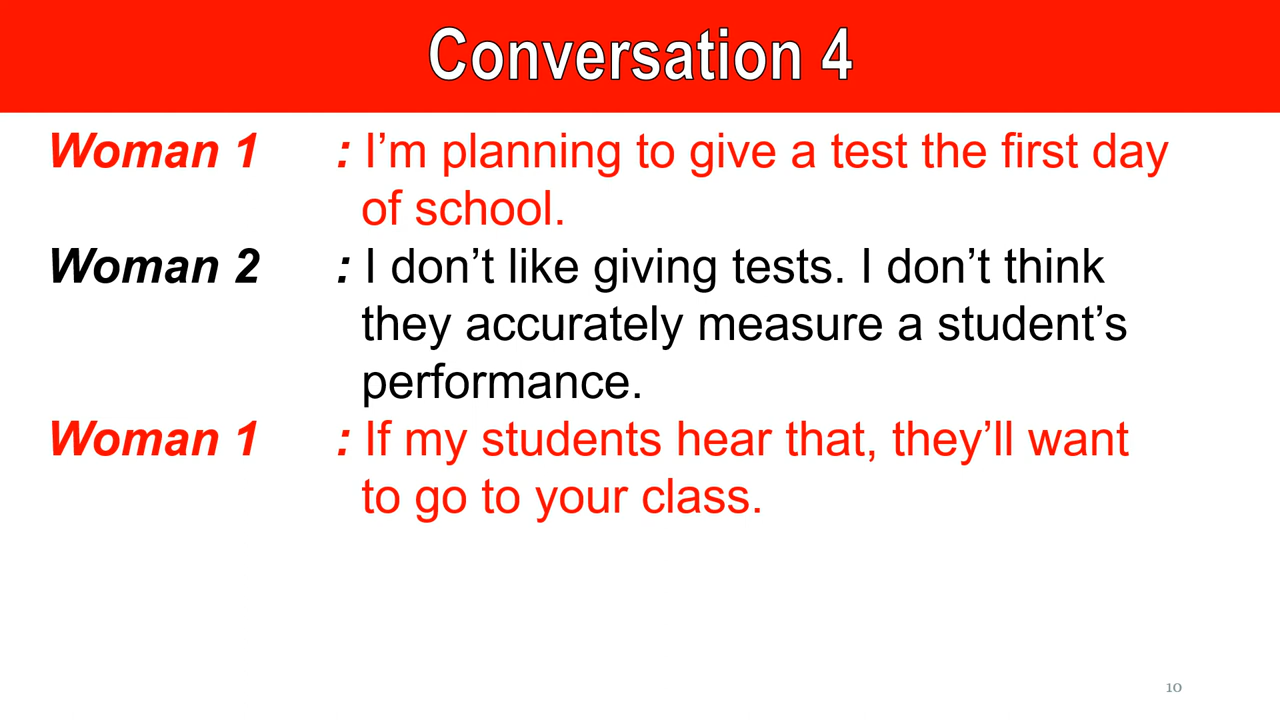 Conversation 4
Woman 1 : I’m planning to give a test the first day
of school.
Woman 2 : I don’t like giving tests. I don’t think
they accurately measure a student’s
performance.
Woman 1 : If my students hear that, they’ll want
to go to your class.
10